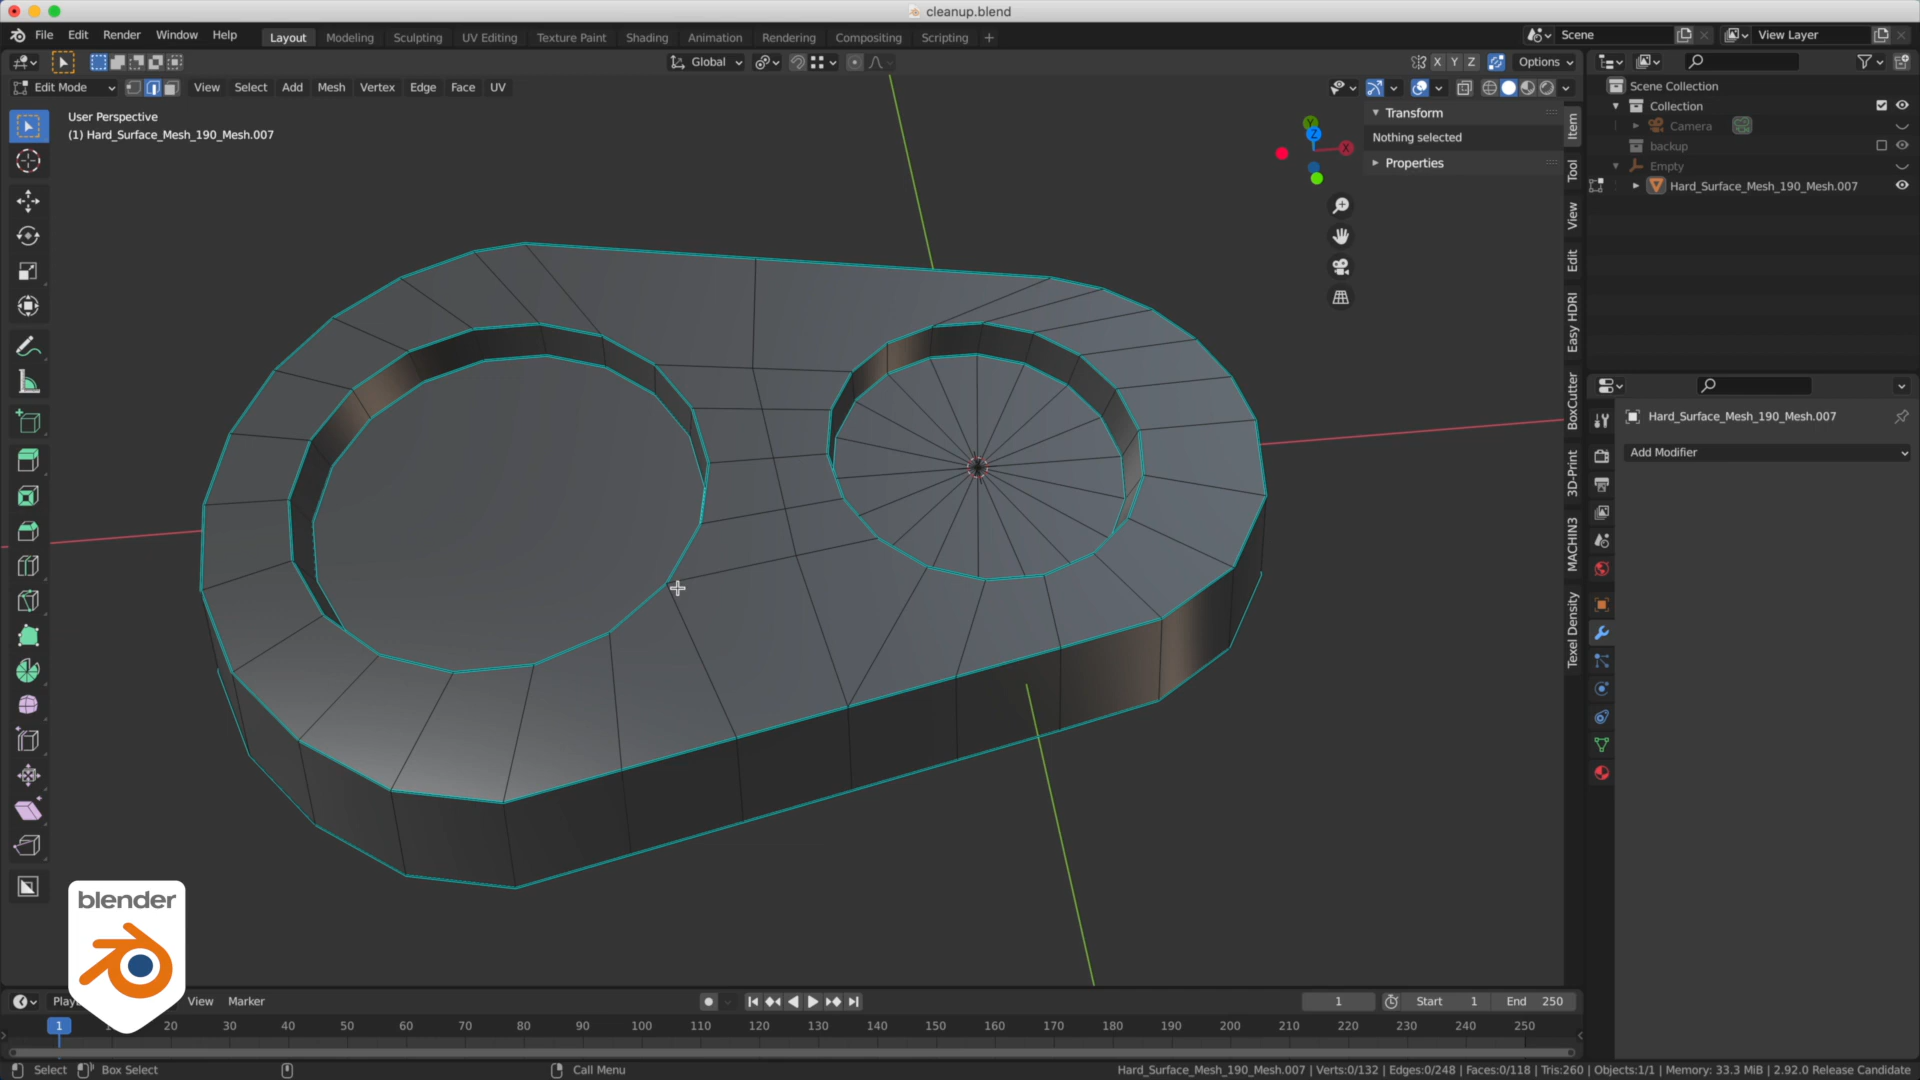 cleanup.blend
File Edit Render Window Help
Layout Modeling Sculpting UV Editing Texture Paint Shading Animation Rendering Compositing Scripting +
Scene
View Layer
Global
X Y Z
Options
Edit Mode
View Select Add Mesh Vertex Edge Face UV
User Perspective
(1) Hard_Surface_Mesh_190_Mesh.007
Y
Z
X
Transform
Nothing selected
Properties
Item
Tool
View
Edit
Easy HDRI
BoxCutter
3D-Print
MACHIN3
Texel Density
Scene Collection
Collection
Camera
backup
Empty
Hard_Surface_Mesh_190_Mesh.007
Hard_Surface_Mesh_190_Mesh.007
Add Modifier
blender
View Marker
1
Start 1
End 250
1 20 30 40 50 60 70 80 90 100 110 120 130 140 150 160 170 180 190 200 210 220 230 240 250
Select Box Select Call Menu
Hard_Surface_Mesh_190_Mesh.007 | Verts:0/132 | Edges:0/248 | Faces:0/118 | Tris:260 | Objects:1/1 | Memory: 33.3 MiB | 2.92.0 Release Candidate